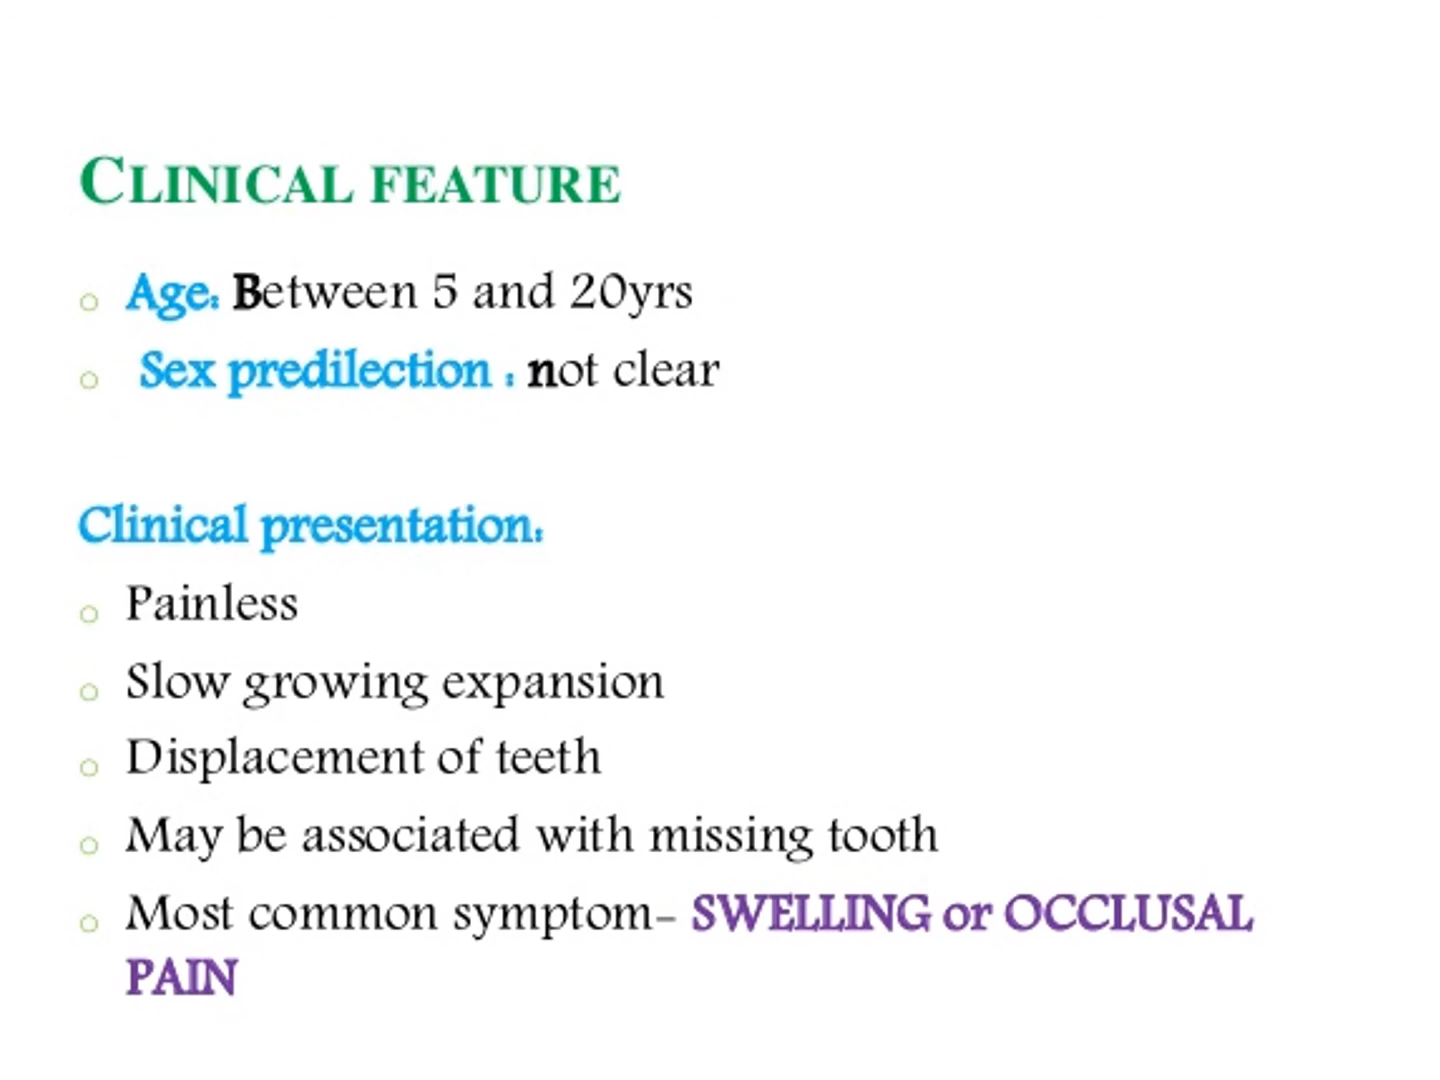 CLINICAL FEATURE
Age: Between 5 and 20yrs
Sex predilection : not clear
Clinical presentation:
Painless
Slow growing expansion
Displacement of teeth
May be associated with missing tooth
Most common symptom- SWELLING or OCCLUSAL
PAIN